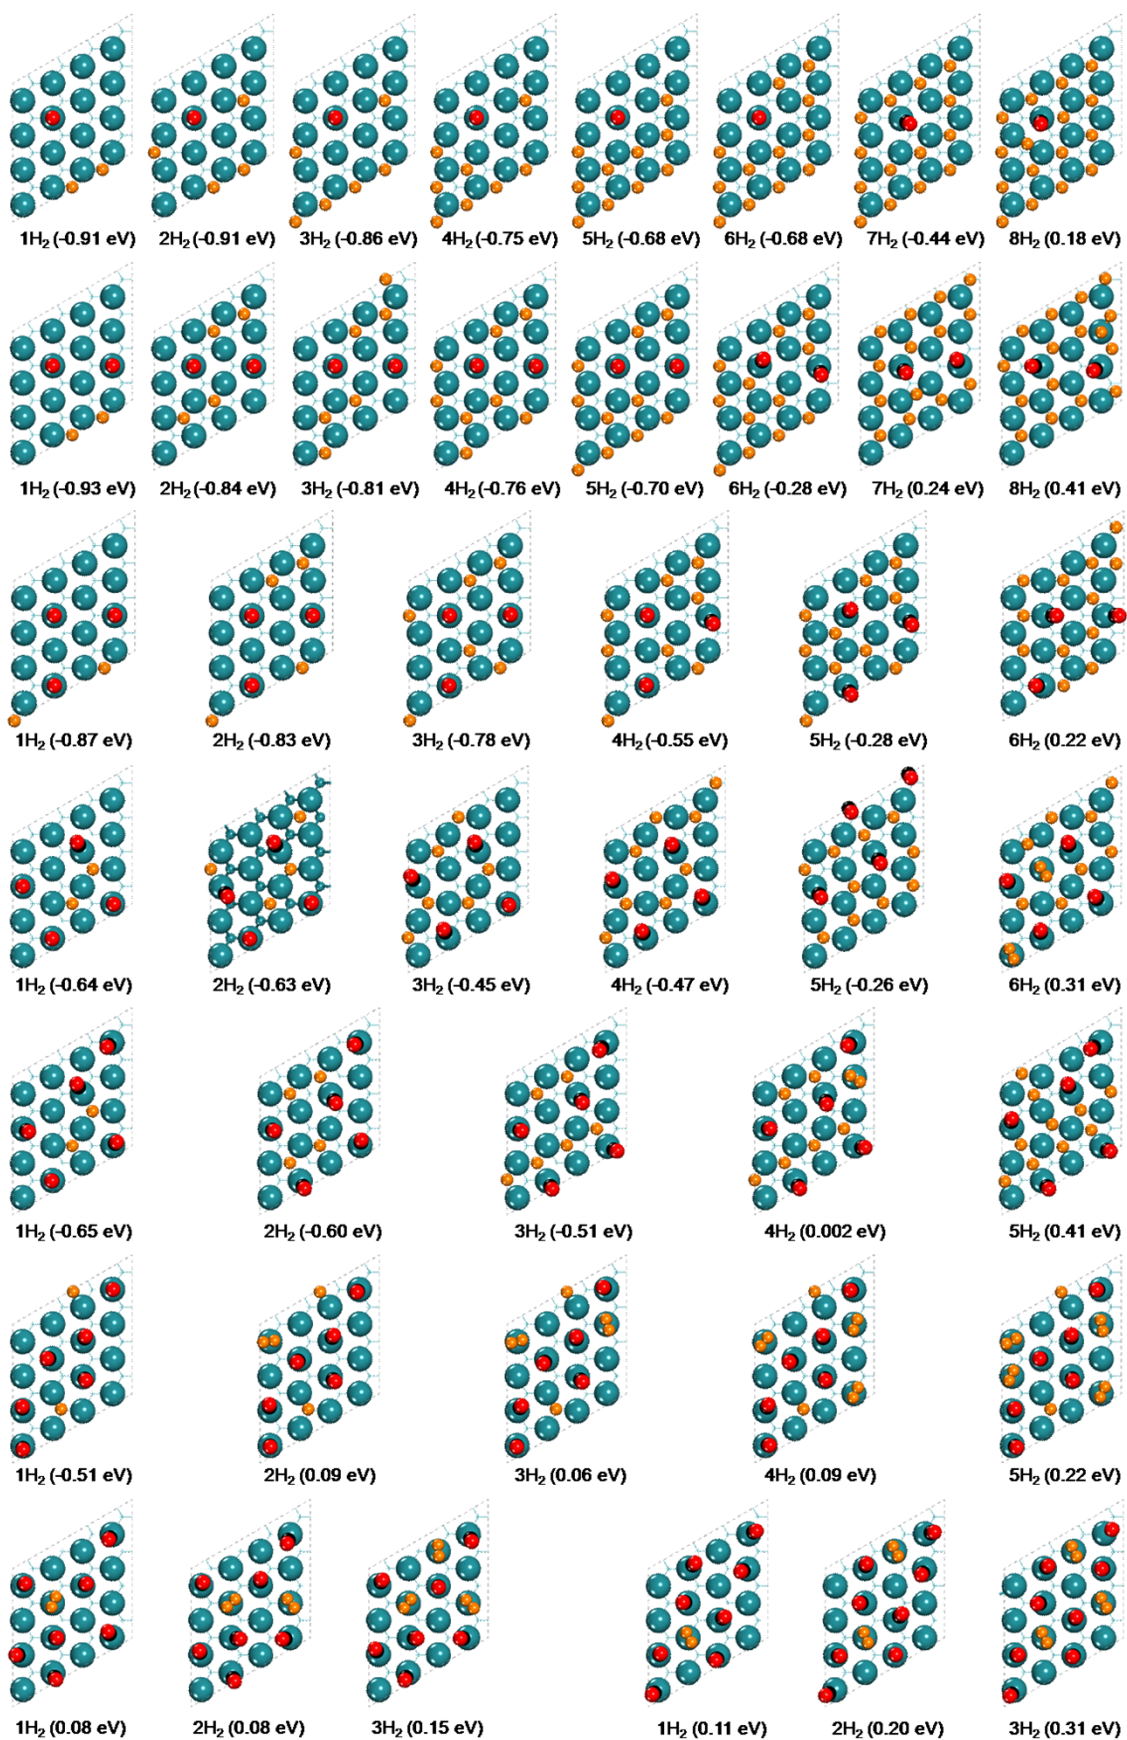 1H₂ (-0.91 eV) 2H₂ (-0.91 eV) 3H₂ (-0.86 eV) 4H₂ (-0.75 eV) 5H₂ (-0.68 eV) 6H₂ (-0.68 eV) 7H₂ (-0.44 eV) 8H₂ (0.18 eV)
1H₂ (-0.93 eV) 2H₂ (-0.84 eV) 3H₂ (-0.81 eV) 4H₂ (-0.76 eV) 5H₂ (-0.70 eV) 6H₂ (-0.28 eV) 7H₂ (0.24 eV) 8H₂ (0.41 eV)
1H₂ (-0.87 eV) 2H₂ (-0.83 eV) 3H₂ (-0.78 eV) 4H₂ (-0.55 eV) 5H₂ (-0.28 eV) 6H₂ (0.22 eV)
1H₂ (-0.64 eV) 2H₂ (-0.63 eV) 3H₂ (-0.45 eV) 4H₂ (-0.47 eV) 5H₂ (-0.26 eV) 6H₂ (0.31 eV)
1H₂ (-0.65 eV) 2H₂ (-0.60 eV) 3H₂ (-0.51 eV) 4H₂ (0.002 eV) 5H₂ (0.41 eV)
1H₂ (-0.51 eV) 2H₂ (0.09 eV) 3H₂ (0.06 eV) 4H₂ (0.09 eV) 5H₂ (0.22 eV)
1H₂ (0.08 eV) 2H₂ (0.08 eV) 3H₂ (0.15 eV) 1H₂ (0.11 eV) 2H₂ (0.20 eV) 3H₂ (0.31 eV)